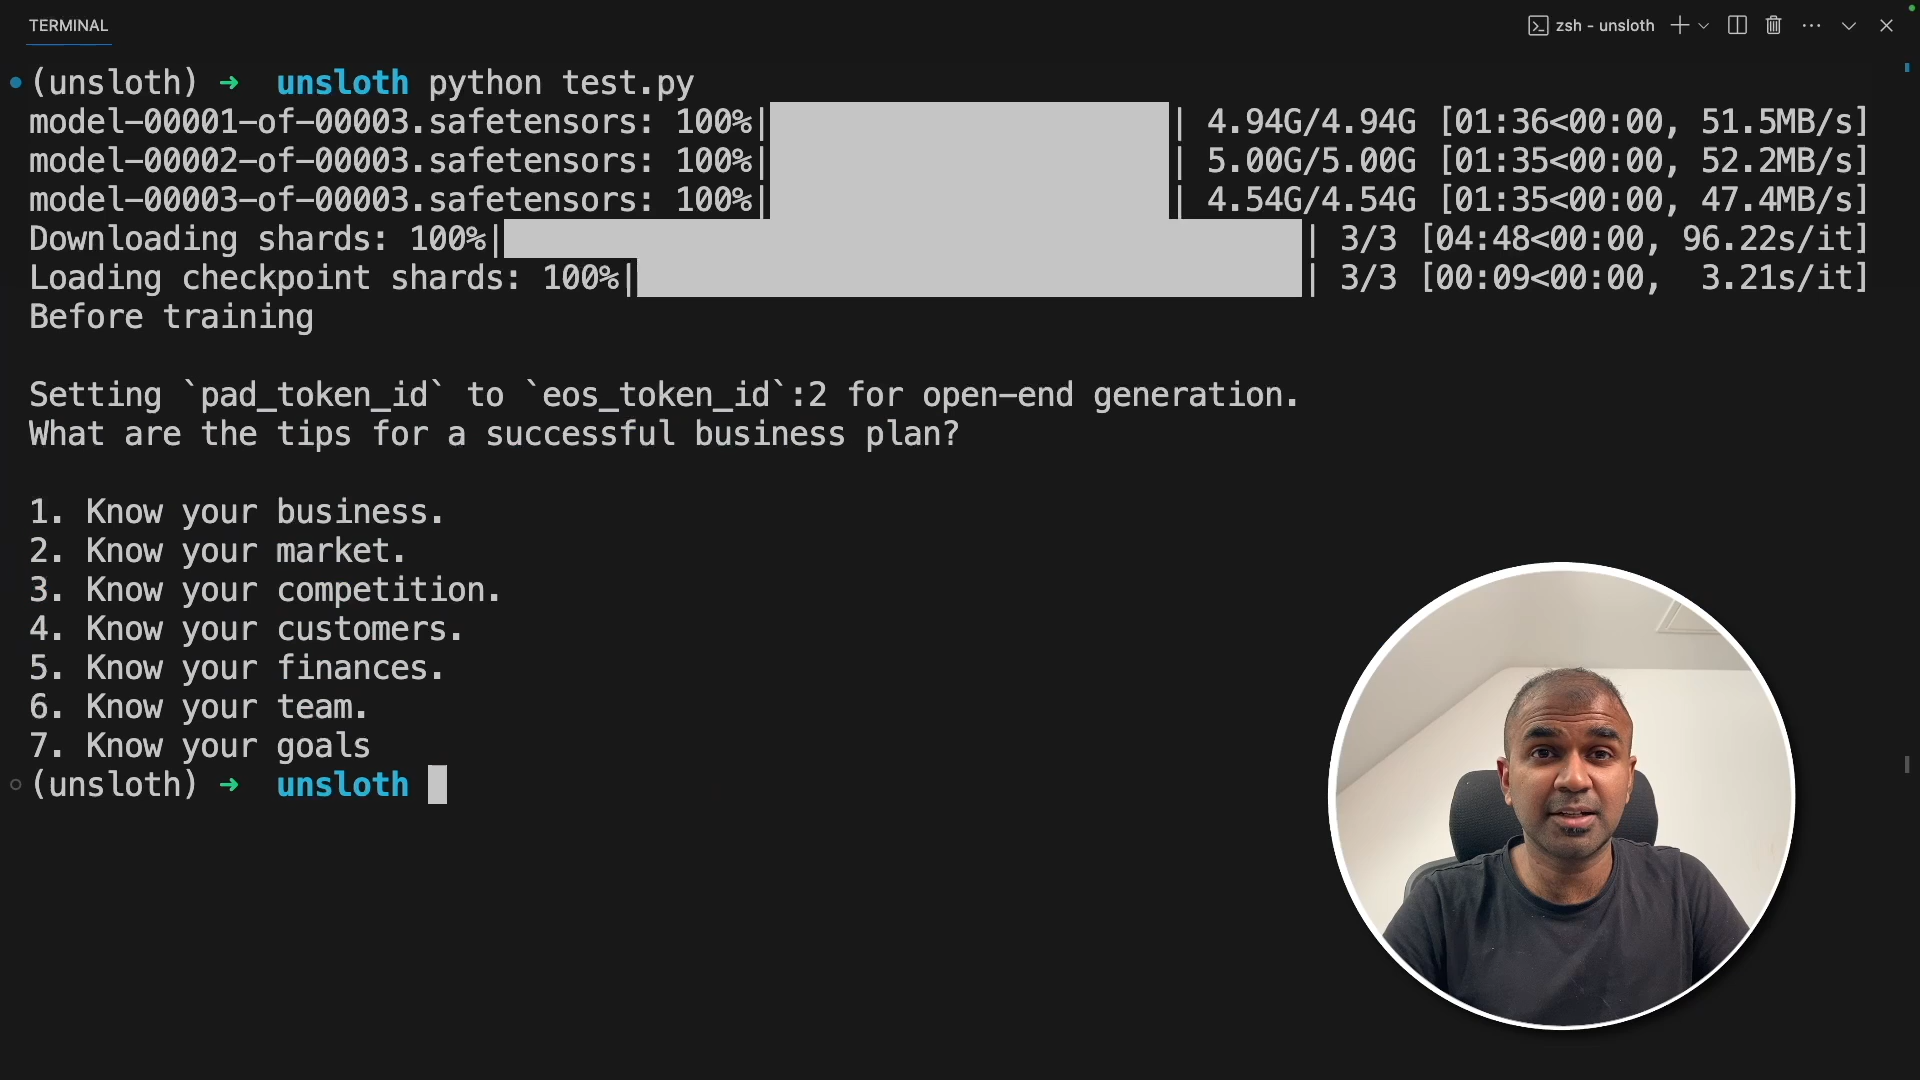 TERMINAL
zsh - unsloth
(unsloth) ➜ unsloth python test.py
model-00001-of-00003.safetensors: 100%| | 4.94G/4.94G [01:36<00:00, 51.5MB/s]
model-00002-of-00003.safetensors: 100%| | 5.00G/5.00G [01:35<00:00, 52.2MB/s]
model-00003-of-00003.safetensors: 100%| | 4.54G/4.54G [01:35<00:00, 47.4MB/s]
Downloading shards: 100%| | 3/3 [04:48<00:00, 96.22s/it]
Loading checkpoint shards: 100%| | 3/3 [00:09<00:00, 3.21s/it]
Before training
Setting `pad_token_id` to `eos_token_id`:2 for open-end generation.
What are the tips for a successful business plan?
1. Know your business.
2. Know your market.
3. Know your competition.
4. Know your customers.
5. Know your finances.
6. Know your team.
7. Know your goals
(unsloth) ➜ unsloth